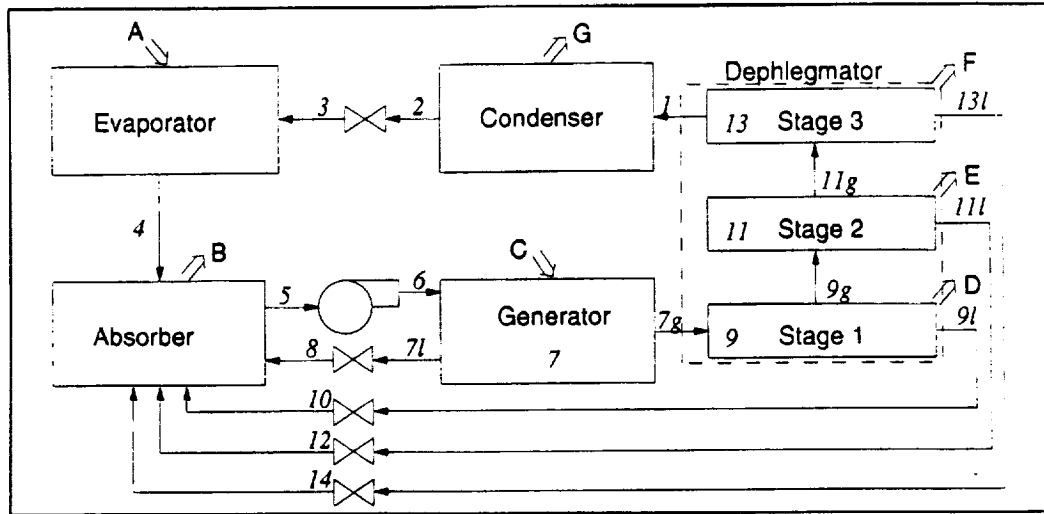 A
G
F
Dephlegmator
13l
Evaporator
3
2
Condenser
1
13
Stage 3
11g
E
11l
4
11
Stage 2
B
C
9g
D
5
6
7g
9l
Absorber
Generator
9
Stage 1
8
7l
7
10
12
14